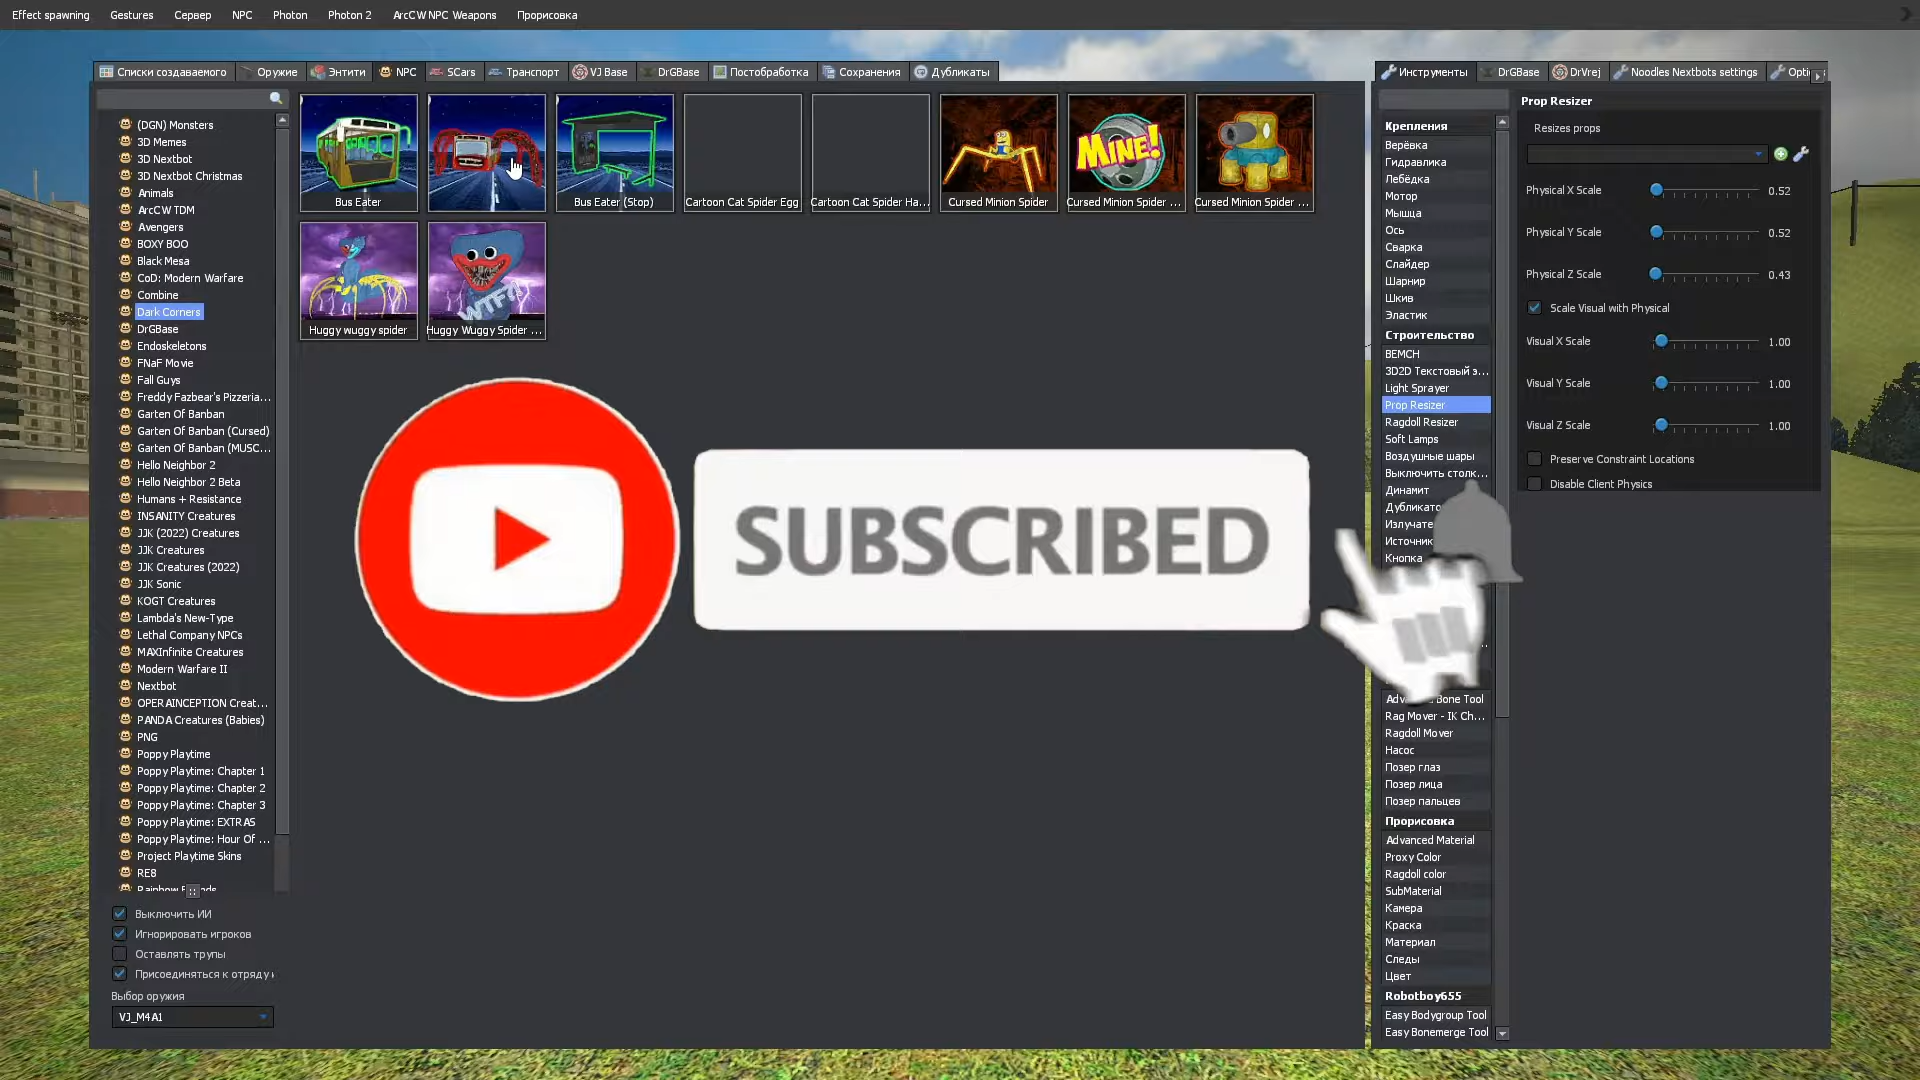 Effect spawning Gestures Сервер NPC Photon Photon 2 ArcCW NPC Weapons Прорисовка
Списки создаваемого Оружие Энтити NPC SCars Транспорт VJ Base DrGBase Постобработка Сохранения Дубликаты
(DGN) Monsters
3D Memes
3D Nextbot
3D Nextbot Christmas
Animals
ArcCW TDM
Avengers
BOXY BOO
Black Mesa
CoD: Modern Warfare
Combine
Dark Corners
DrGBase
Endoskeletons
FNaF Movie
Fall Guys
Freddy Fazbear's Pizzeria...
Garten Of Banban
Garten Of Banban (Cursed)
Garten Of Banban (MUSC...
Hello Neighbor 2
Hello Neighbor 2 Beta
Humans + Resistance
INSANITY Creatures
JJK (2022) Creatures
JJK Creatures
JJK Creatures (2022)
JJK Sonic
KOGT Creatures
Lambda's New-Type
Lethal Company NPCs
MAXInfinite Creatures
Modern Warfare II
Nextbot
OPERAINCEPTION Creat...
PANDA Creatures (Babies)
PNG
Poppy Playtime
Poppy Playtime: Chapter 1
Poppy Playtime: Chapter 2
Poppy Playtime: Chapter 3
Poppy Playtime: EXTRAS
Poppy Playtime: Hour Of ...
Project Playtime Skins
RE8
Выключить ИИ
Игнорировать игроков
Оставлять трупы
Присоединяться к отряду
Выбор оружия
VJ_M4A1
MINE!
Bus Eater Bus Eater (Stop) Cartoon Cat Spider Egg Cartoon Cat Spider Ha... Cursed Minion Spider Cursed Minion Spider ... Cursed Minion Spider ...
WTF?!
Huggy wuggy spider Huggy Wuggy Spider ...
SUBSCRIBED
Инструменты DrGBase DrVrej Noodles Nextbots settings
Крепления
Верёвка
Гидравлика
Лебёдка
Мотор
Мышца
Ось
Сварка
Слайдер
Шарнир
Шкив
Эластик
Строительство
BEMCH
3D2D Текстовый э...
Light Sprayer
Prop Resizer
Ragdoll Resizer
Soft Lamps
Воздушные шары
Выключить столк...
Динамит
Кнопка
Bone Tool
Rag Mover - IK Ch...
Ragdoll Mover
Насос
Позер глаз
Позер лица
Позер пальцев
Прорисовка
Advanced Material
Proxy Color
Ragdoll color
SubMaterial
Камера
Краска
Материал
Следы
Цвет
Robotboy655
Easy Bodygroup Tool
Easy Bonemerge Tool
Prop Resizer
Resizes props
Physical X Scale 0.52
Physical Y Scale 0.52
Physical Z Scale 0.43
Scale Visual with Physical
Visual X Scale 1.00
Visual Y Scale 1.00
Visual Z Scale 1.00
Preserve Constraint Locations
Disable Client Physics